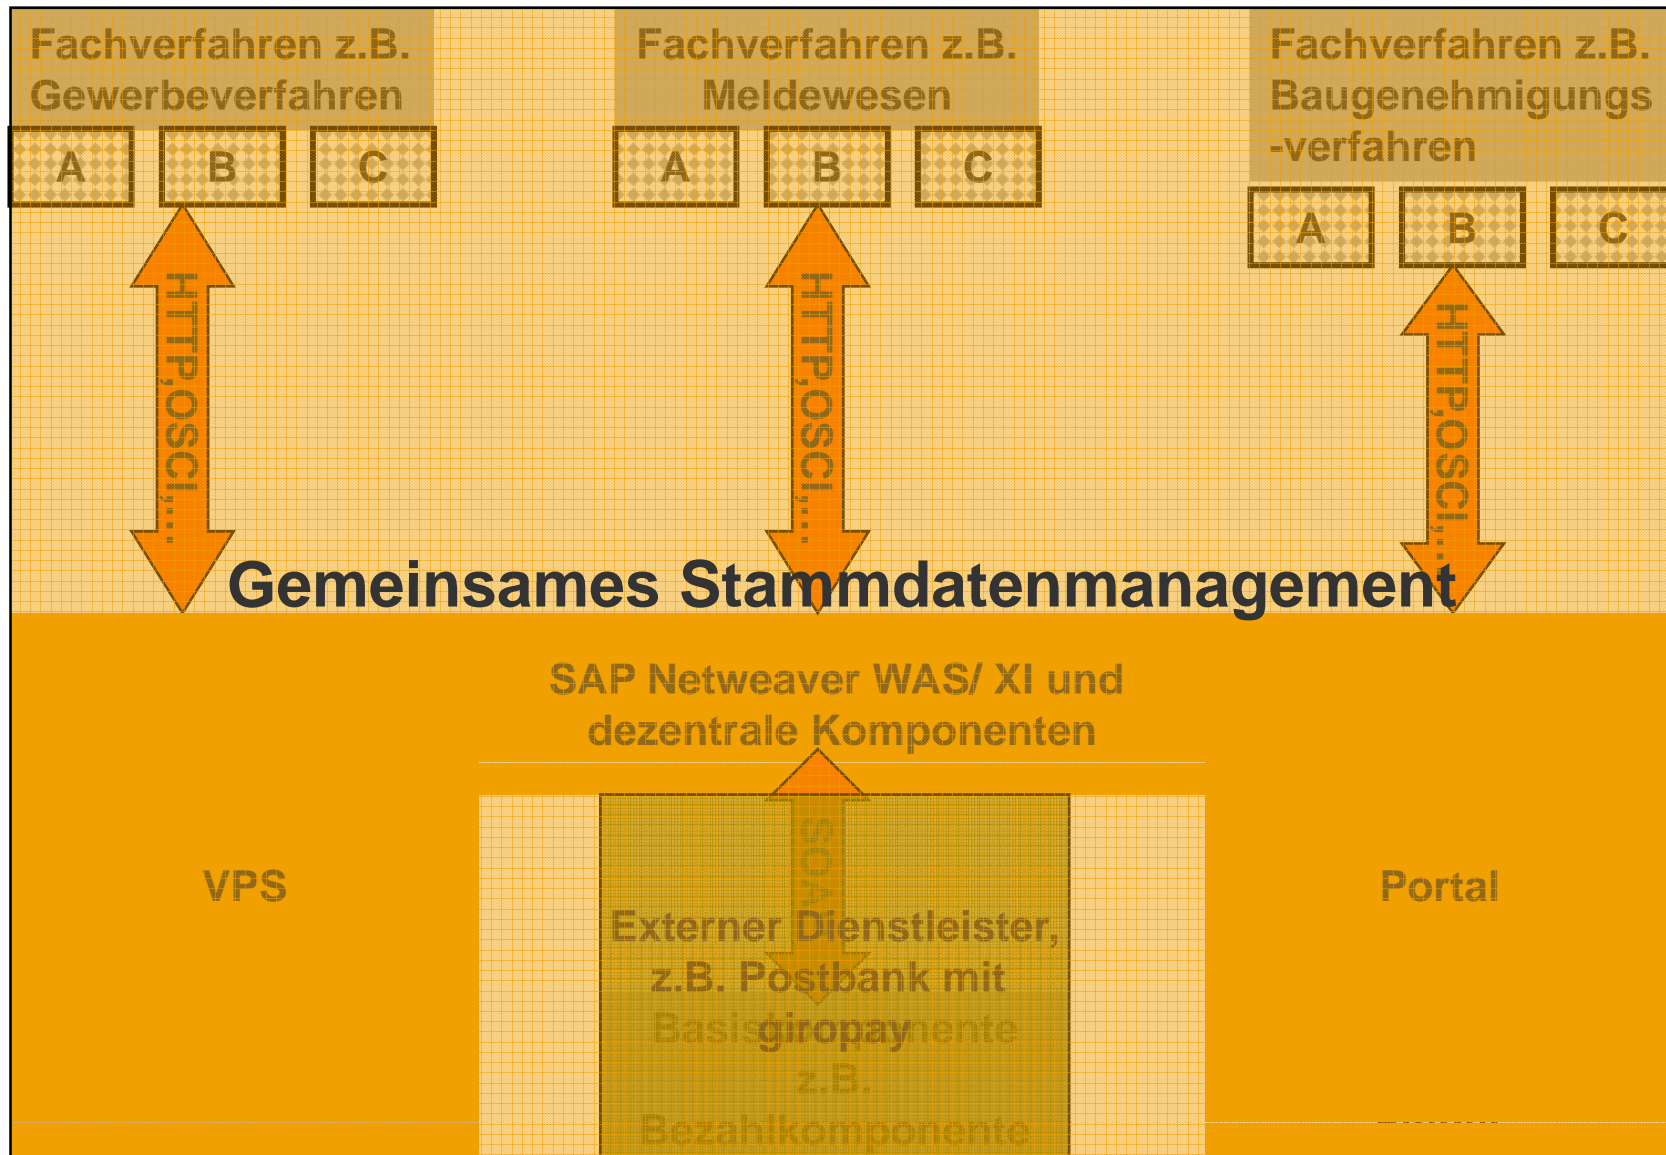 Fachverfahren z.B.
Gewerbeverfahren
A B C
HTTP,OSCI,...
Fachverfahren z.B.
Meldewesen
A B C
HTTP,OSCI,...
Fachverfahren z.B.
Baugenehmigungs
-verfahren
A B C
HTTP,OSCI,...
Gemeinsames Stammdatenmanagement
SAP Netweaver WAS/ XI und
dezentrale Komponenten
VPS
Portal
Externer Dienstleister,
z.B. Postbank mit
giropay
z.B.
Bezahlkomponente